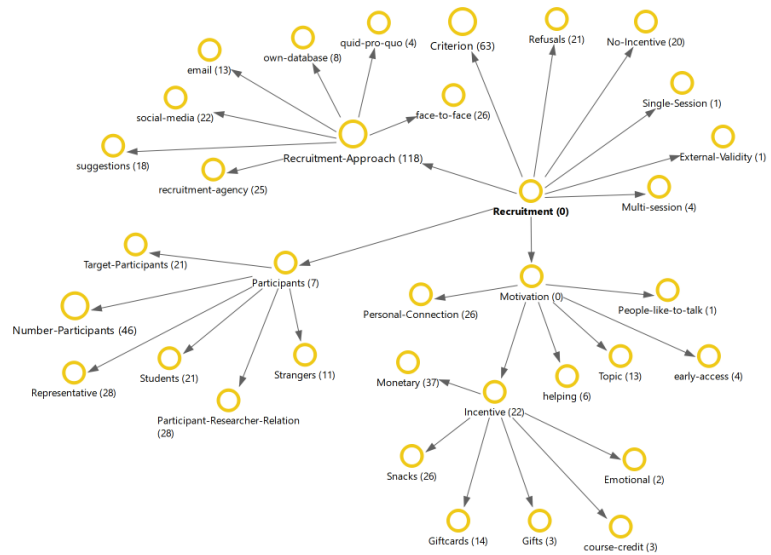 quid-pro-quo (4)
Criterion (63)
Refusals (21)
No-Incentive (20)
own-database (8)
email (13)
Single-Session (1)
social-media (22)
face-to-face (26)
suggestions (18)
Recruitment-Approach (118)
External-Validity (1)
recruitment-agency (25)
Multi-session (4)
Recruitment (0)
Target-Participants (21)
Participants (7)
Motivation (0)
People-like-to-talk (1)
Personal-Connection (26)
Number-Participants (46)
Strangers (11)
Students (21)
Representative (28)
Participant-Researcher-Relation
(28)
Monetary (37)
Topic (13)
early-access (4)
helping (6)
Incentive (22)
Snacks (26)
Emotional (2)
Giftcards (14)
Gifts (3)
course-credit (3)